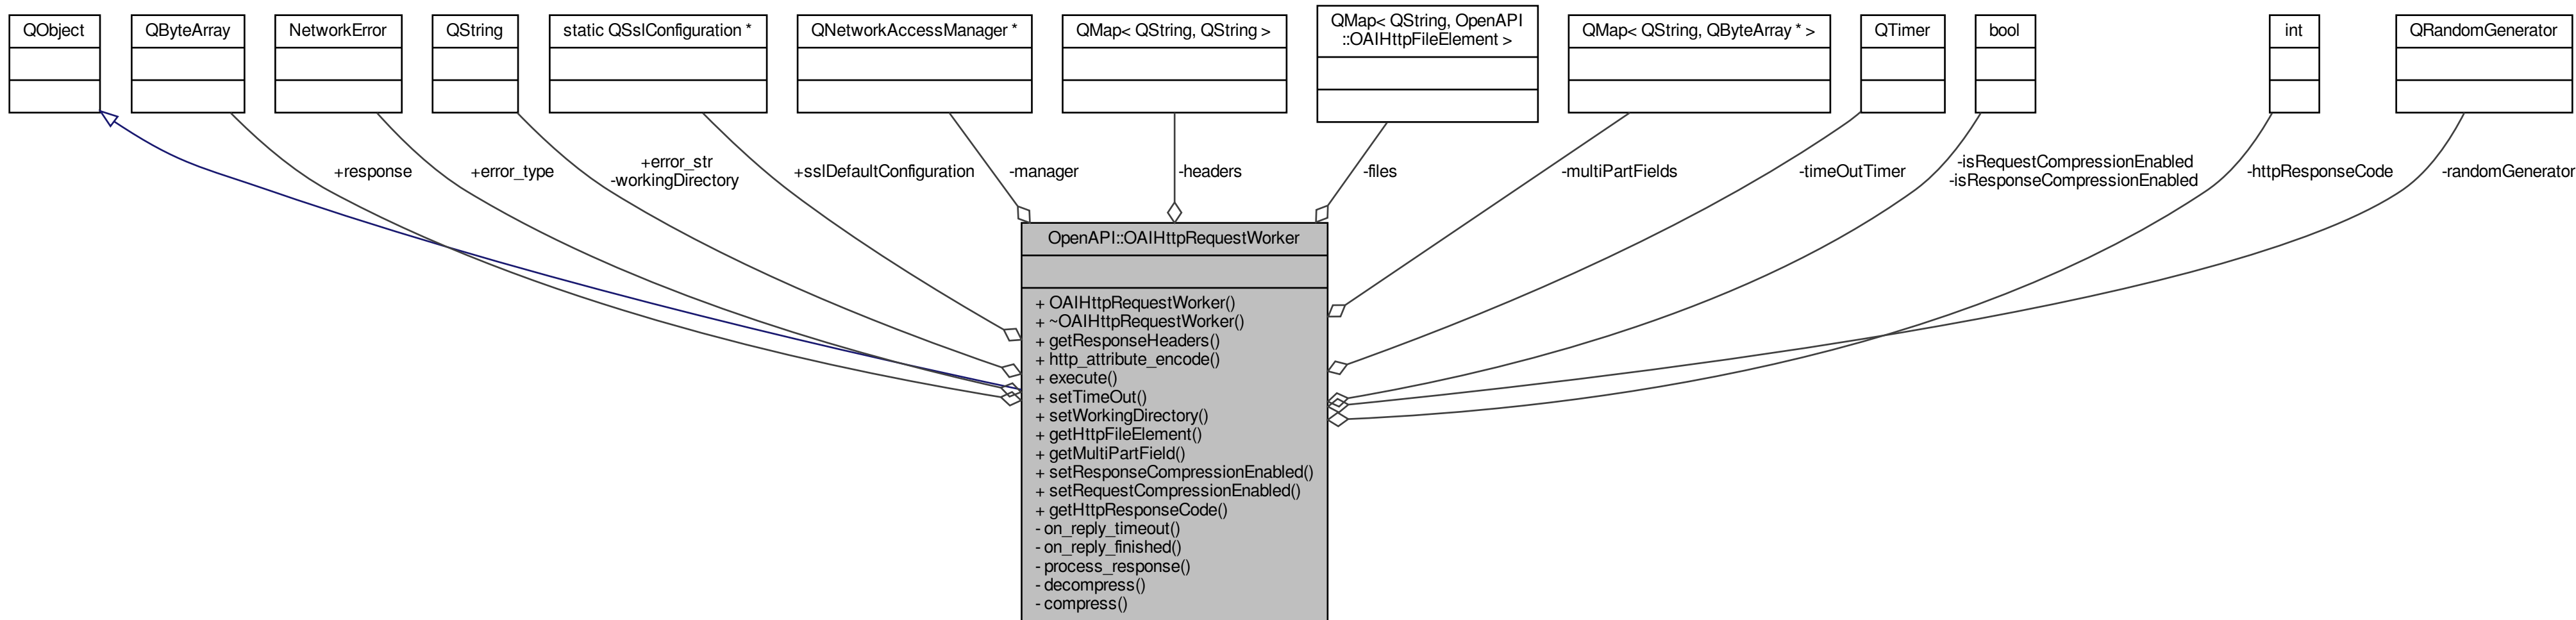 QObject
QByteArray
NetworkError
QString
static QSslConfiguration *
QNetworkAccessManager *
QMap< QString, QString >
QMap< QString, OpenAPI
::OAIHttpFileElement >
QMap< QString, QByteArray * >
QTimer
bool
int
QRandomGenerator
+response
+error_type
+error_str
-workingDirectory
+sslDefaultConfiguration
-manager
-headers
-files
-multiPartFields
-timeOutTimer
-isRequestCompressionEnabled
-isResponseCompressionEnabled
-httpResponseCode
-randomGenerator
OpenAPI::OAIHttpRequestWorker
+ OAIHttpRequestWorker()
+ ~OAIHttpRequestWorker()
+ getResponseHeaders()
+ http_attribute_encode()
+ execute()
+ setTimeOut()
+ setWorkingDirectory()
+ getHttpFileElement()
+ getMultiPartField()
+ setResponseCompressionEnabled()
+ setRequestCompressionEnabled()
+ getHttpResponseCode()
- on_reply_timeout()
- on_reply_finished()
- process_response()
- decompress()
- compress()